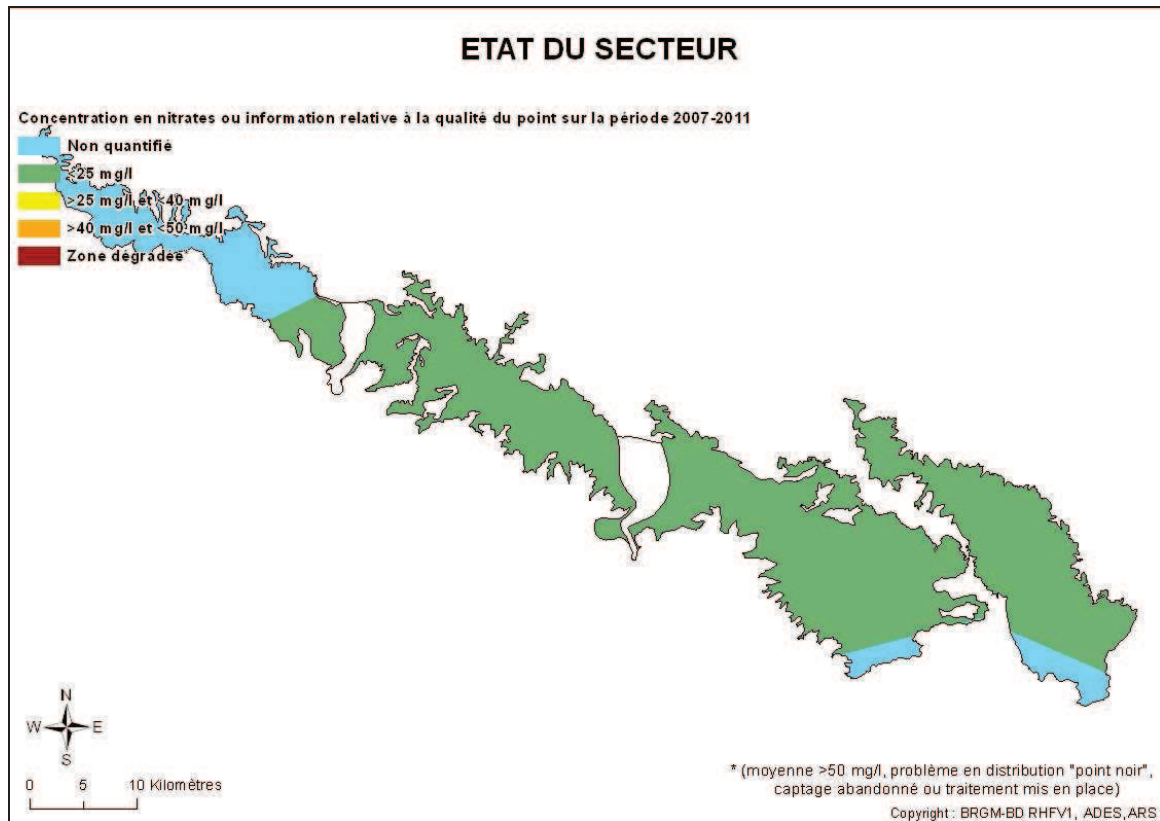 ETAT DU SECTEUR
Concentration en nitrates ou information relative à la qualité du point sur la période 2007-2011
Non quantifié
<25 mg/l
>25 mg/l et <40 mg/l
>40 mg/l et <50 mg/l
Zone dégradée*
N
W E
S
0 5 10 Kilomètres
* (moyenne >50 mg/l, problème en distribution "point noir",
captage abandonné ou traitement mis en place)
Copyright : BRGM-BD RHFV1, ADES,ARS